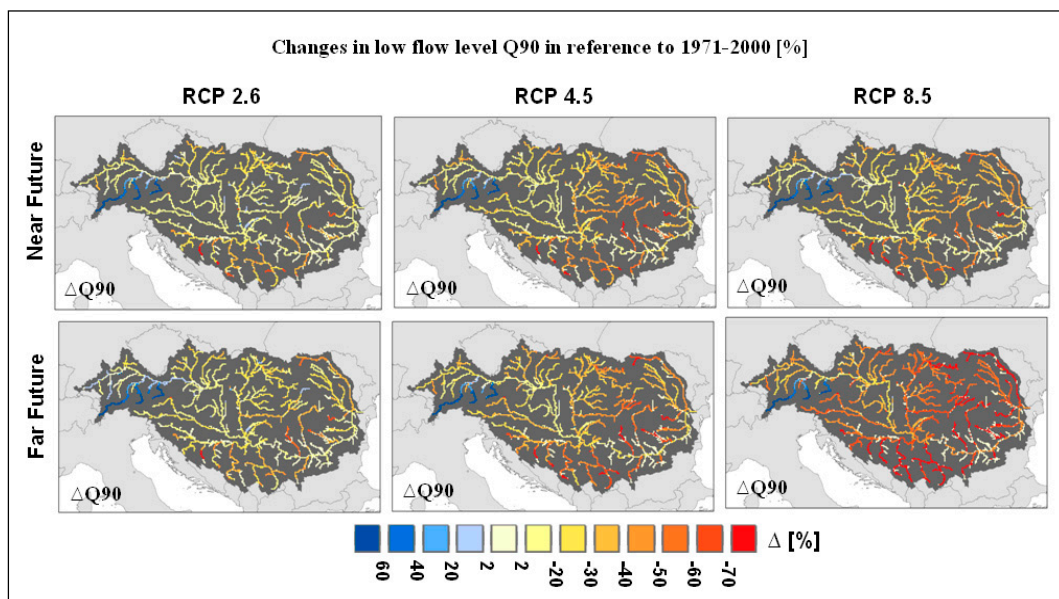 Changes in low flow level Q90 in reference to 1971-2000 [%]
RCP 2.6 RCP 4.5 RCP 8.5
Near Future
ΔQ90 ΔQ90 ΔQ90
Far Future
ΔQ90 ΔQ90 ΔQ90
Δ [%]
60 40 20 2 2 -20 -30 -40 -50 -60 -70